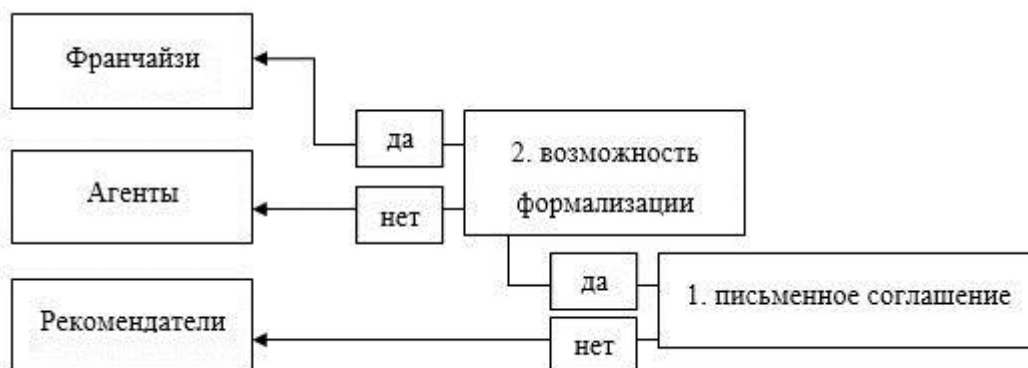 Франчайзи
да
2. возможность
формализации
Агенты
нет
да
1. письменное соглашение
Рекомендатели
нет